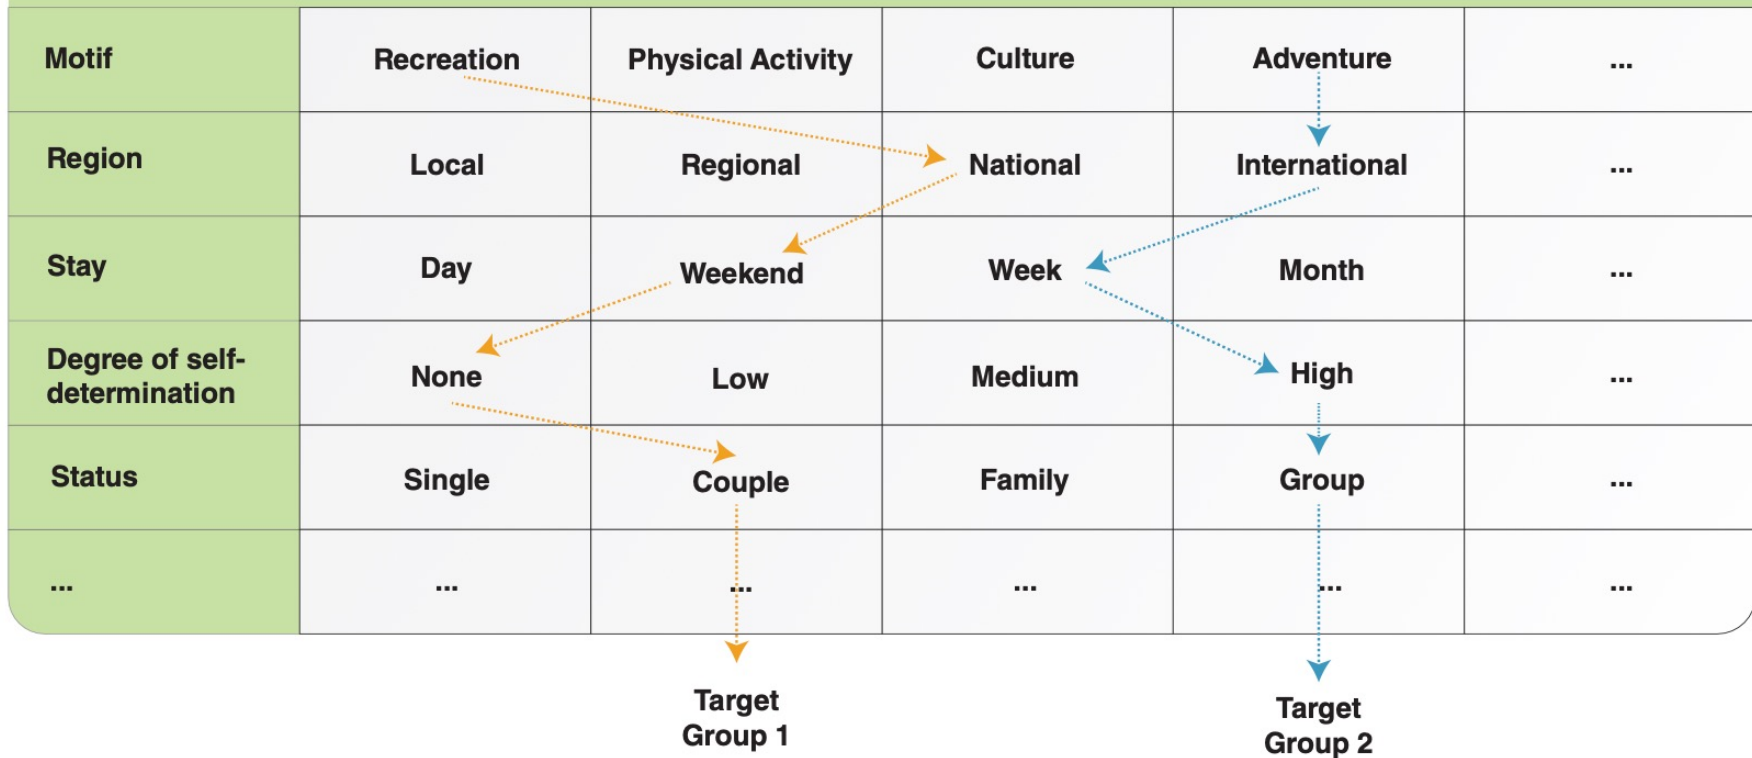 Motif Recreation Physical Activity Culture Adventure ...
Region Local Regional National International ...
Stay Day Weekend Week Month ...
Degree of self-
determination None Low Medium High ...
Status Single Couple Family Group ...
... ... ... ... ... ...
Target
Group 1
Target
Group 2